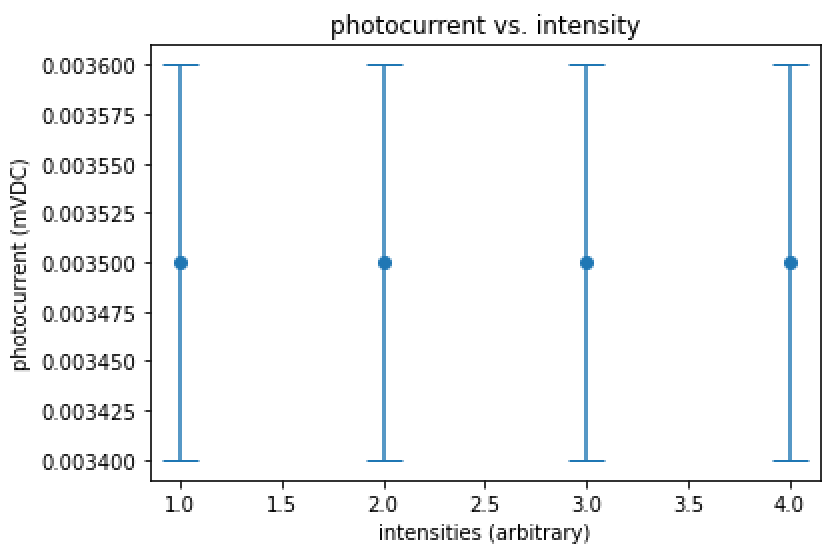 photocurrent vs. intensity
photocurrent (mVDC)
0.003600
0.003575
0.003550
0.003525
0.003500
0.003475
0.003450
0.003425
0.003400
1.0 1.5 2.0 2.5 3.0 3.5 4.0
intensities (arbitrary)